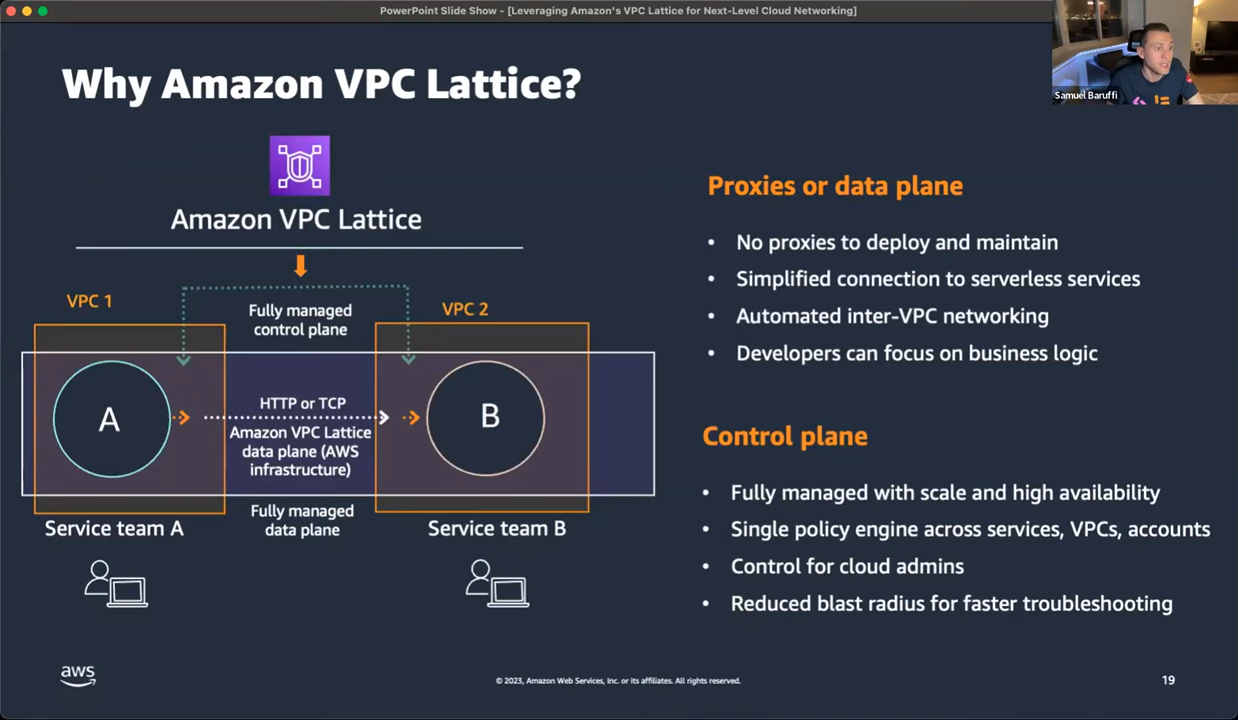 PowerPoint Slide Show - [Leveraging Amazon's VPC Lattice for Next-Level Cloud Networking]
Samuel Baruffi
Why Amazon VPC Lattice?
Amazon VPC Lattice
VPC 1
Fully managed
control plane
VPC 2
A
HTTP or TCP
Amazon VPC Lattice
data plane (AWS
infrastructure)
B
Fully managed
data plane
Service team A
Service team B
Proxies or data plane
• No proxies to deploy and maintain
• Simplified connection to serverless services
• Automated inter-VPC networking
• Developers can focus on business logic
Control plane
• Fully managed with scale and high availability
• Single policy engine across services, VPCs, accounts
• Control for cloud admins
• Reduced blast radius for faster troubleshooting
aws
© 2023, Amazon Web Services, Inc. or its affiliates. All rights reserved.
19